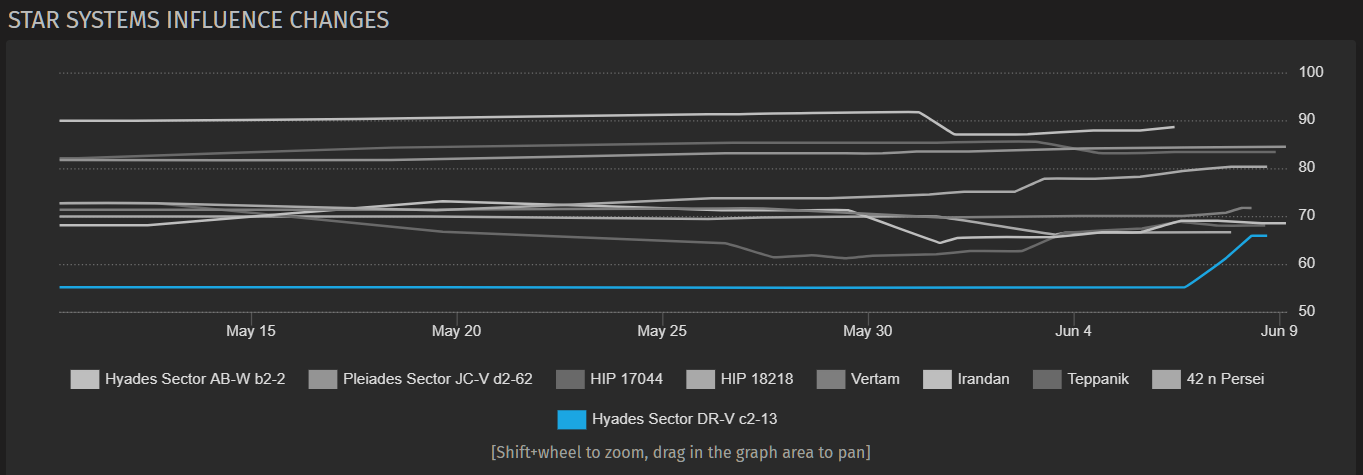 STAR SYSTEMS INFLUENCE CHANGES
100
90
80
70
60
50
May 15 May 20 May 25 May 30 Jun 4 Jun 9
Hyades Sector AB-W b2-2 Pleiades Sector JC-V d2-62 HIP 17044 HIP 18218 Vertam Irandan Teppanik 42 n Persei
Hyades Sector DR-V c2-13
[Shift+wheel to zoom, drag in the graph area to pan]